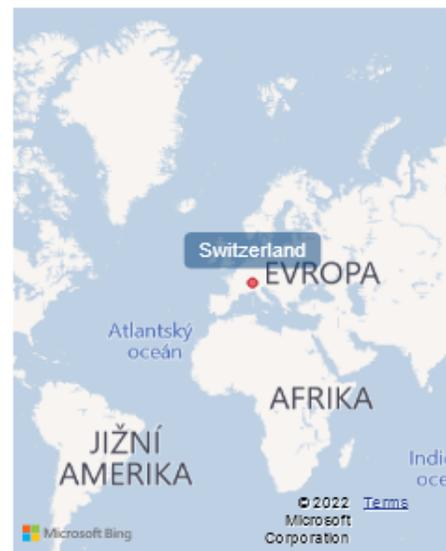 Switzerland
EVROPA
Atlantský
oceán
AFRIKA
JIŽNÍ
AMERIKA
Indi
oce
© 2022 Terms
Microsoft
Corporation
Microsoft Bing